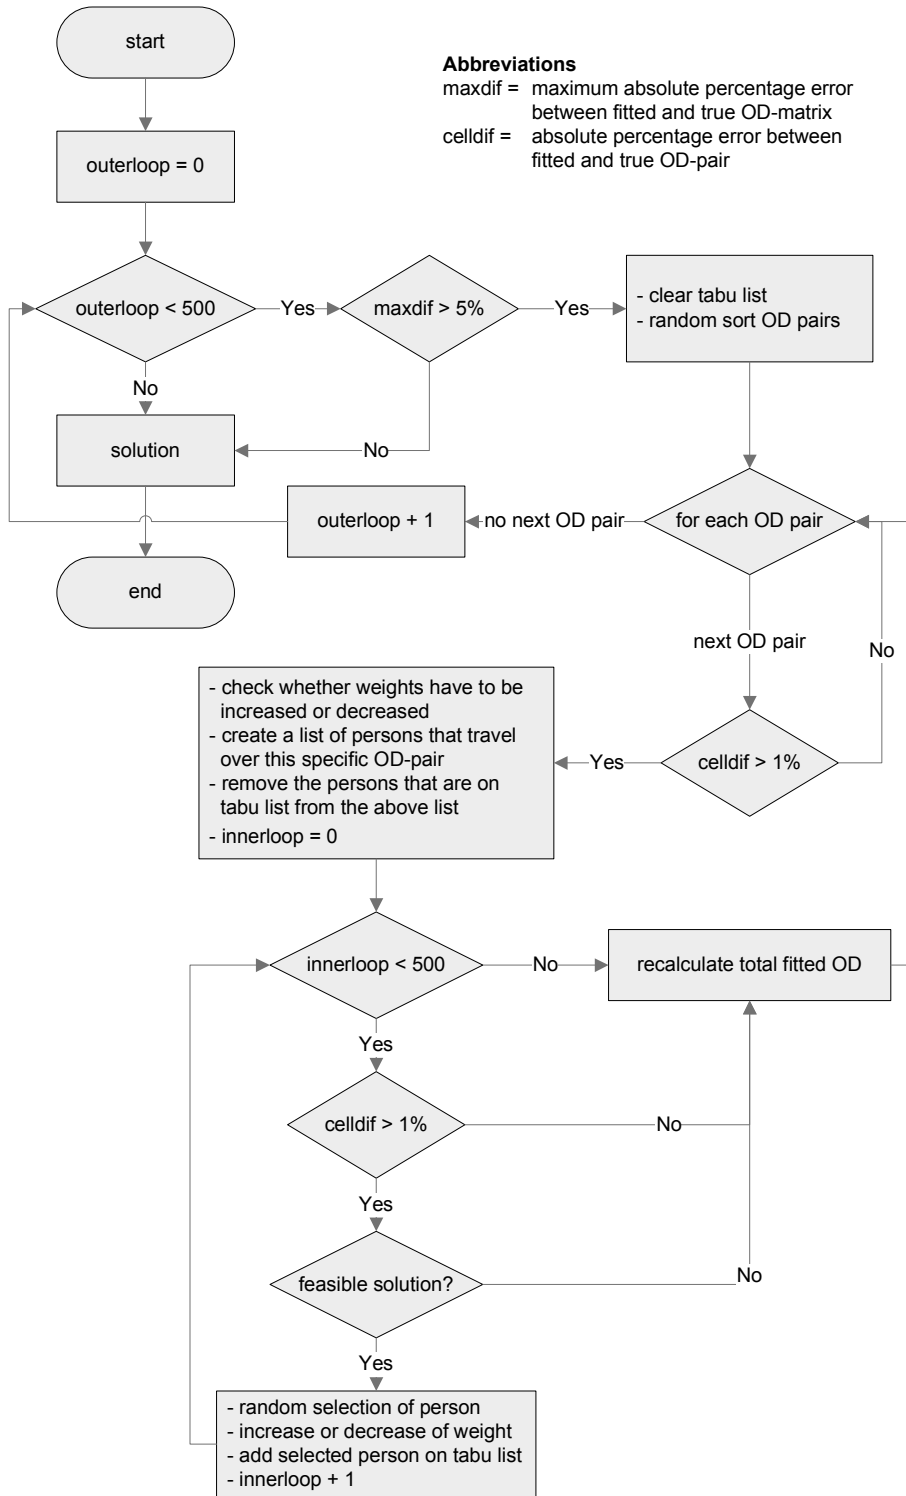 start
Abbreviations
maxdif = maximum absolute percentage error
between fitted and true OD-matrix
celldif = absolute percentage error between
fitted and true OD-pair
outerloop = 0
outerloop < 500
Yes
maxdif > 5%
Yes
- clear tabu list
- random sort OD pairs
No
solution
No
outerloop + 1
no next OD pair
for each OD pair
end
next OD pair
No
- check whether weights have to be
increased or decreased
- create a list of persons that travel
over this specific OD-pair
- remove the persons that are on
tabu list from the above list
- innerloop = 0
Yes
celldif > 1%
innerloop < 500
No
recalculate total fitted OD
Yes
celldif > 1%
No
Yes
feasible solution?
No
Yes
- random selection of person
- increase or decrease of weight
- add selected person on tabu list
- innerloop + 1